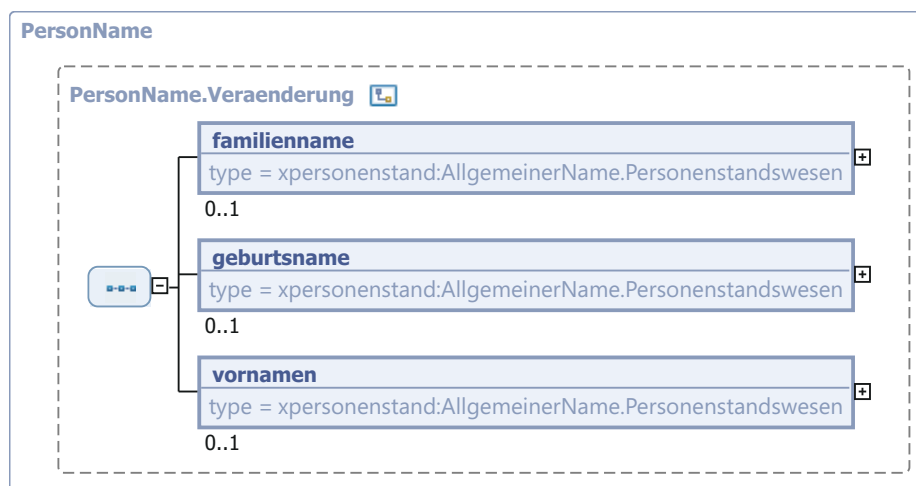 PersonName
PersonName.Veraenderung
familienname
type = xpersonenstand:AllgemeinerName.Personenstandswesen
0..1
geburtsname
type = xpersonenstand:AllgemeinerName.Personenstandswesen
0..1
vornamen
type = xpersonenstand:AllgemeinerName.Personenstandswesen
0..1